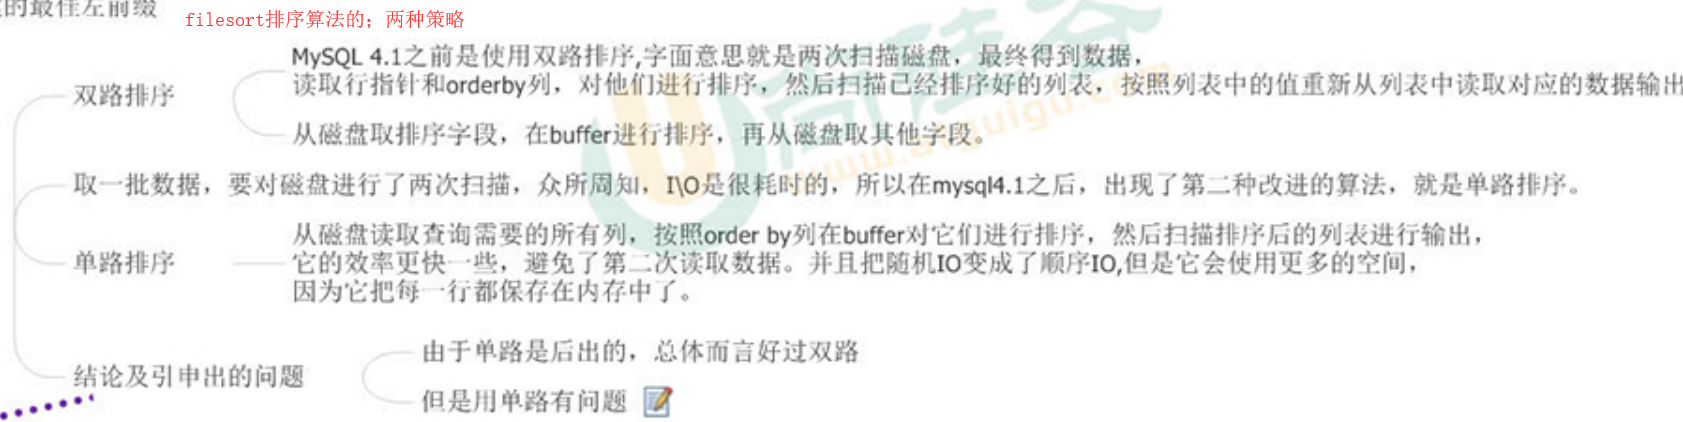 的最佳左前缀
filesort排序算法的；两种策略
MySQL 4.1之前是使用双路排序,字面意思就是两次扫描磁盘，最终得到数据，
双路排序
读取行指针和orderby列，对他们进行排序，然后扫描已经排序好的列表，按照列表中的值重新从列表中读取对应的数据输出
从磁盘取排序字段，在buffer进行排序，再从磁盘取其他字段。
取一批数据，要对磁盘进行了两次扫描，众所周知，I\O是很耗时的，所以在mysql4.1之后，出现了第二种改进的算法，就是单路排序。
从磁盘读取查询需要的所有列，按照order by列在buffer对它们进行排序，然后扫描排序后的列表进行输出，
单路排序
它的效率更快一些，避免了第二次读取数据。并且把随机IO变成了顺序IO,但是它会使用更多的空间，
因为它把每一行都保存在内存中了。
由于单路是后出的，总体而言好过双路
结论及引申出的问题
但是用单路有问题
尚硅谷
www.atguigu.com